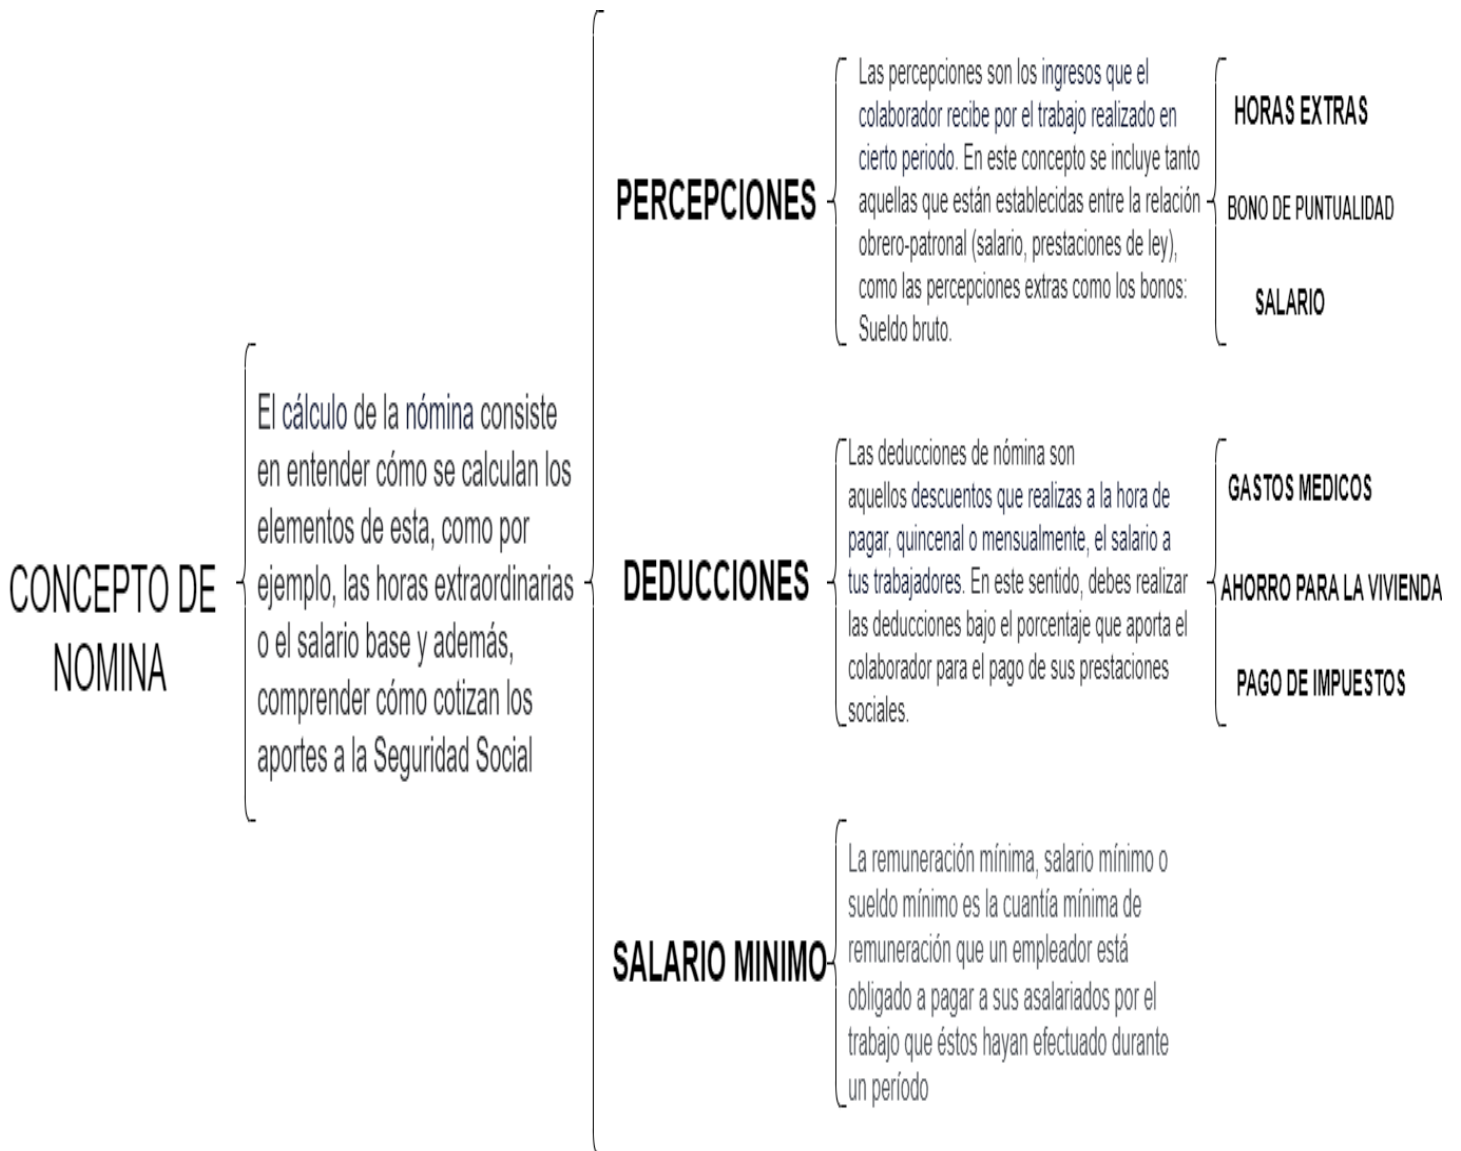 CONCEPTO DE
NOMINA
El cálculo de la nómina consiste
en entender cómo se calculan los
elementos de esta, como por
ejemplo, las horas extraordinarias
o el salario base y además,
comprender cómo cotizan los
aportes a la Seguridad Social
PERCEPCIONES
Las percepciones son los ingresos que el
colaborador recibe por el trabajo realizado en
cierto periodo. En este concepto se incluye tanto
aquellas que están establecidas entre la relación
obrero-patronal (salario, prestaciones de ley),
como las percepciones extras como los bonos:
Sueldo bruto.
HORAS EXTRAS
BONO DE PUNTUALIDAD
SALARIO
DEDUCCIONES
Las deducciones de nómina son
aquellos descuentos que realizas a la hora de
pagar, quincenal o mensualmente, el salario a
tus trabajadores. En este sentido, debes realizar
las deducciones bajo el porcentaje que aporta el
colaborador para el pago de sus prestaciones
sociales.
GASTOS MEDICOS
AHORRO PARA LA VIVIENDA
PAGO DE IMPUESTOS
SALARIO MINIMO
La remuneración mínima, salario mínimo o
sueldo mínimo es la cuantía mínima de
remuneración que un empleador está
obligado a pagar a sus asalariados por el
trabajo que éstos hayan efectuado durante
un período